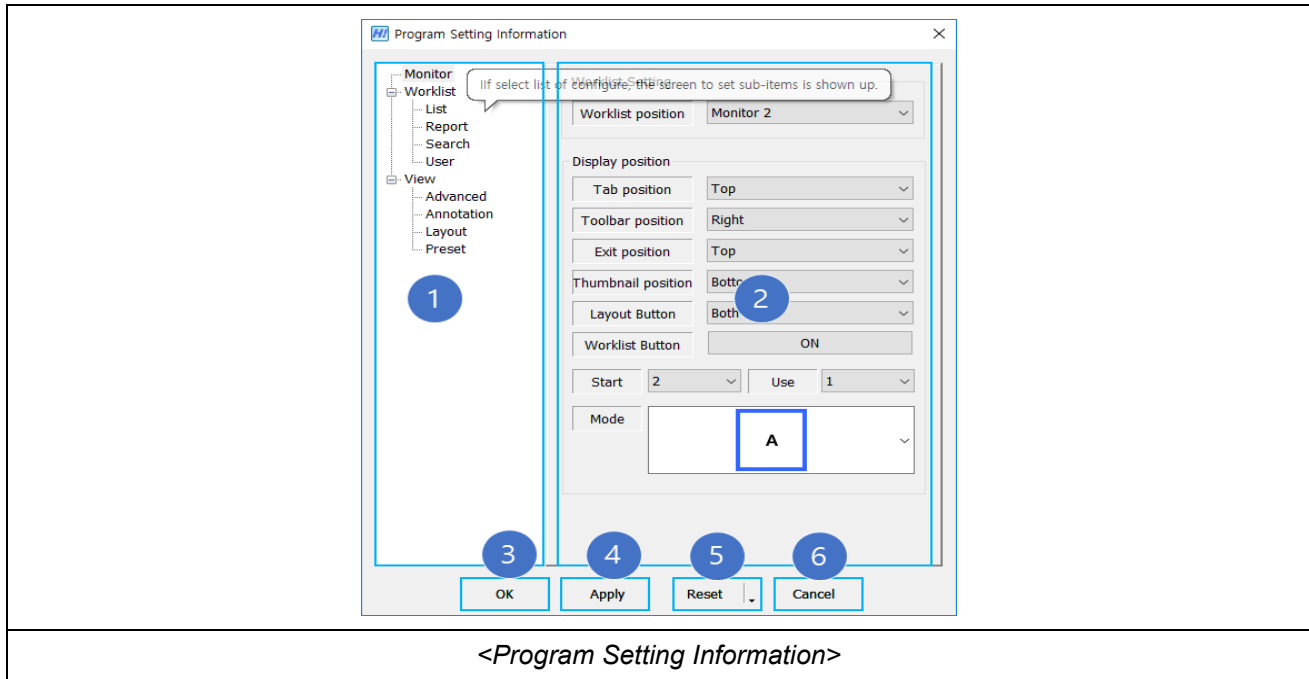 H! Program Setting Information
Monitor
Worklist
List
Report
Search
User
View
Advanced
Annotation
Layout
Preset
1
IIf select list of configure, the screen to set sub-items is shown up.
Worklist Setting
Worklist position Monitor 2
Display position
Tab position Top
Toolbar position Right
Exit position Top
Thumbnail position
2
Layout Button Both
Worklist Button ON
Start 2 Use 1
Mode A
3 4 5 6
OK Apply Reset Cancel
<Program Setting Information>